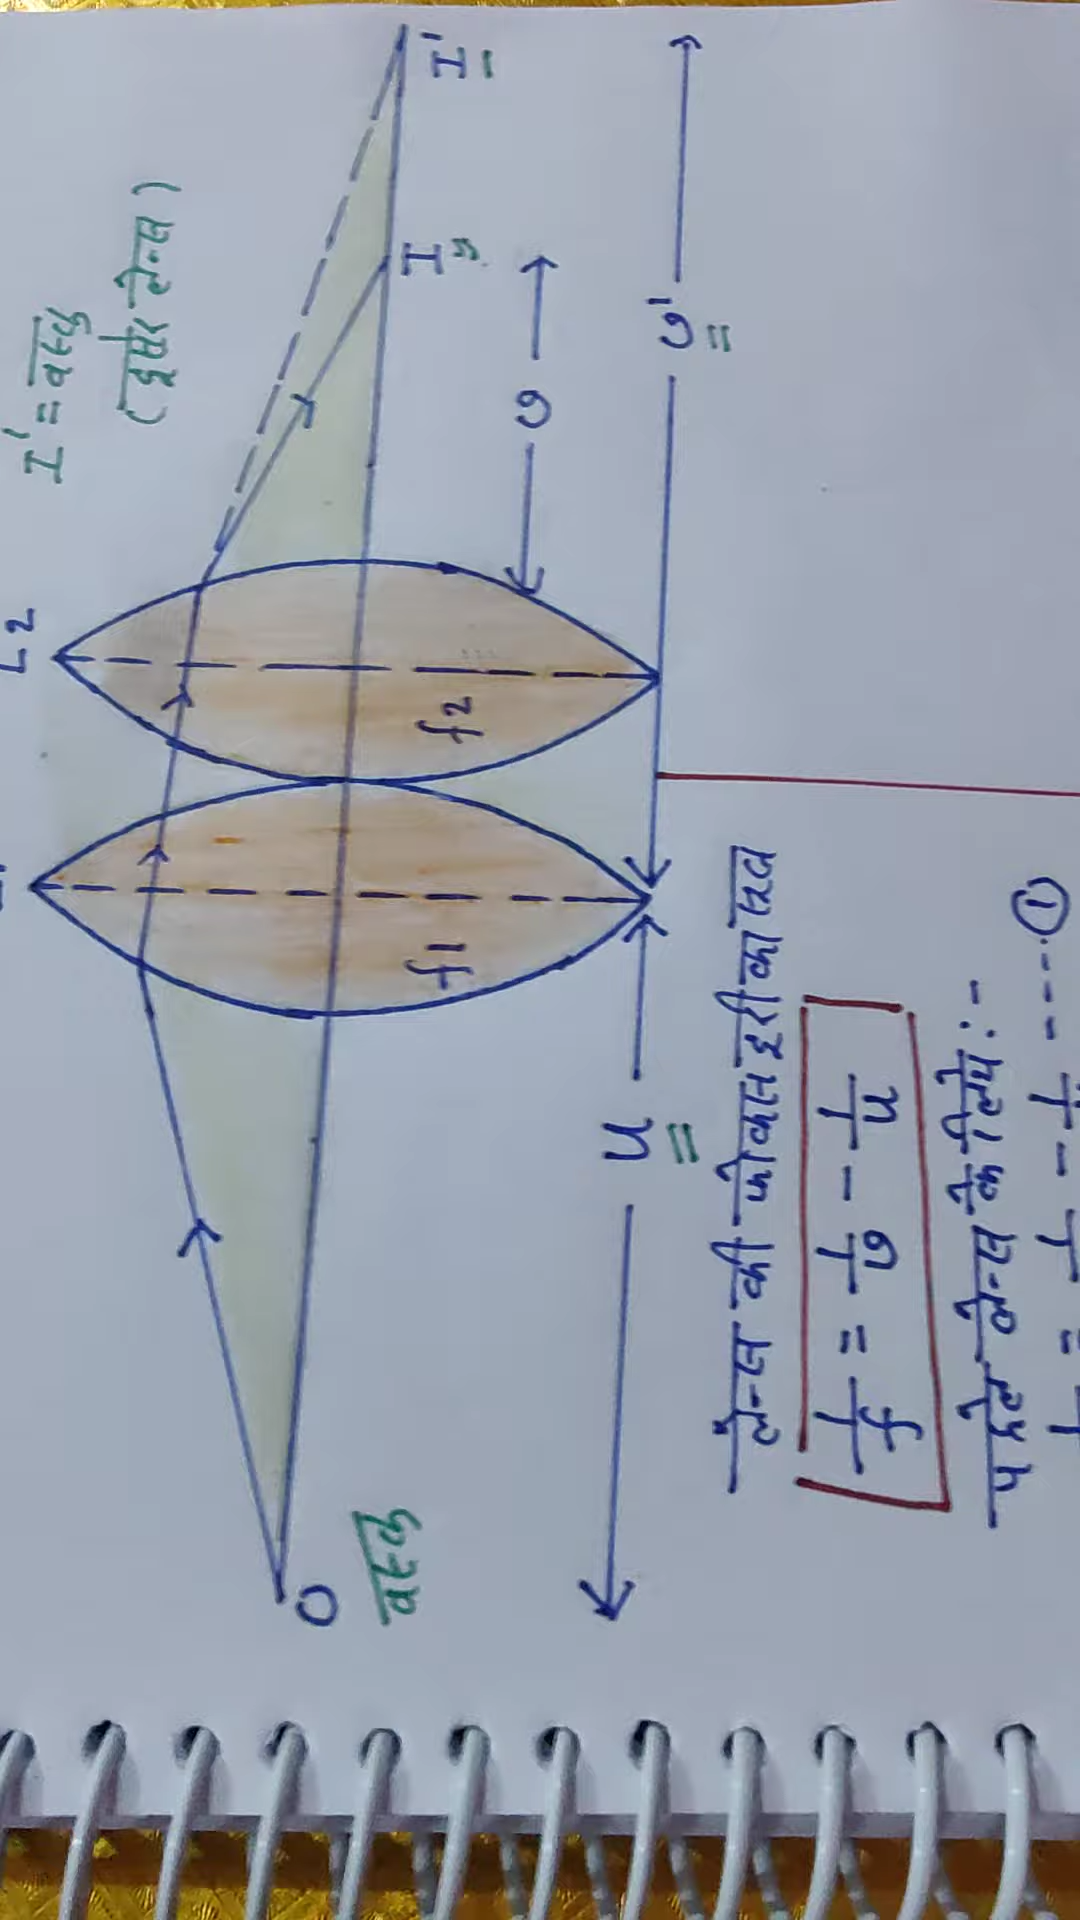 I' = वस्तु
(दूसरे लेन्स)
L2
f1
f2
I
I'
O
वस्तु
v
u
v'
लेन्स की फोकस दूरी का सूत्र
1/f = 1/v - 1/u
पहले लेन्स के लिये :-
----①